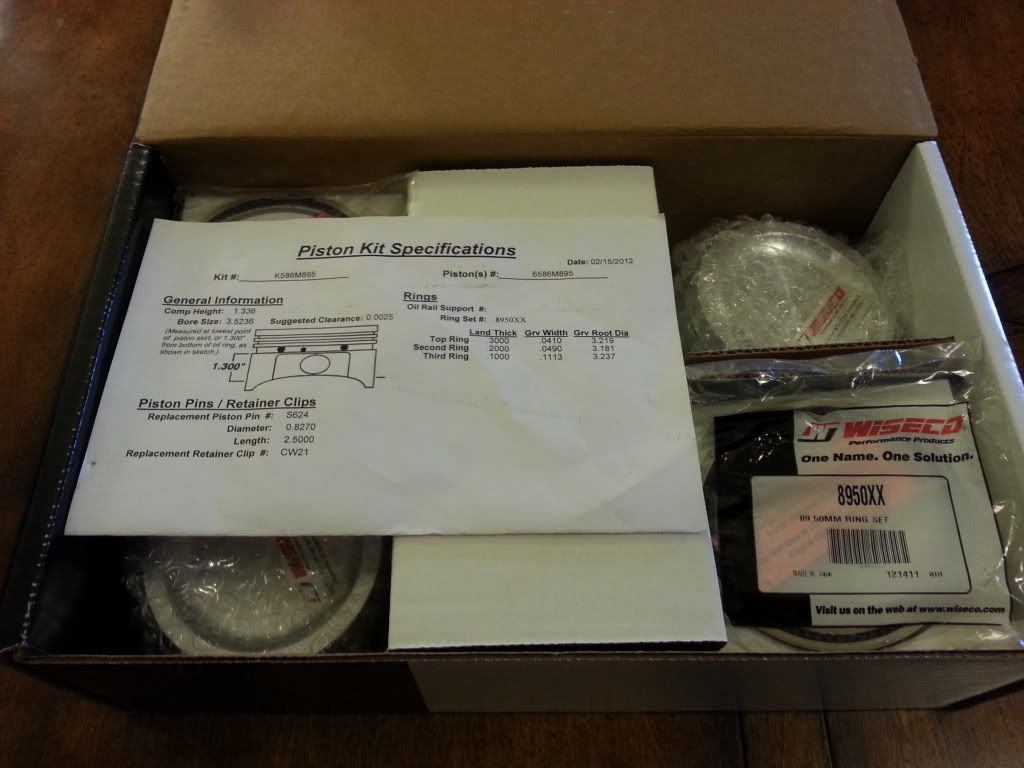 Piston Kit Specifications
Date: 02/15/2012
Kit #: K586M895
Piston(s) #: 6586M895
General Information
Comp Height: 1.336
Bore Size: 3.5236
Suggested Clearance: 0.0025
(Measured at lowest point
of piston skirt, or 1.300"
from bottom of oil ring, as
shown in sketch.)
1.300"
Rings
Oil Rail Support #:
Ring Set #: 8950XX
Land Thick Grv Width Grv Root Dia
Top Ring .3000 .0410 3.219
Second Ring .2000 .0490 3.181
Third Ring .1000 .1113 3.237
Piston Pins / Retainer Clips
Replacement Piston Pin #: S624
Diameter: 0.8270
Length: 2.5000
Replacement Retainer Clip #: CW21
WISECO
WISECO
Performance Products
One Name. One Solution.
8950XX
89.50MM RING SET
MADE IN
121411
Visit us on the web at www.wiseco.com